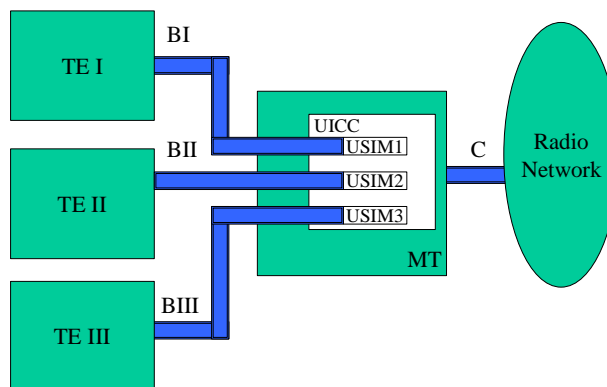 BI
TE I
UICC
USIM1
BII
USIM2
C
Radio
Network
TE II
USIM3
MT
BIII
TE III